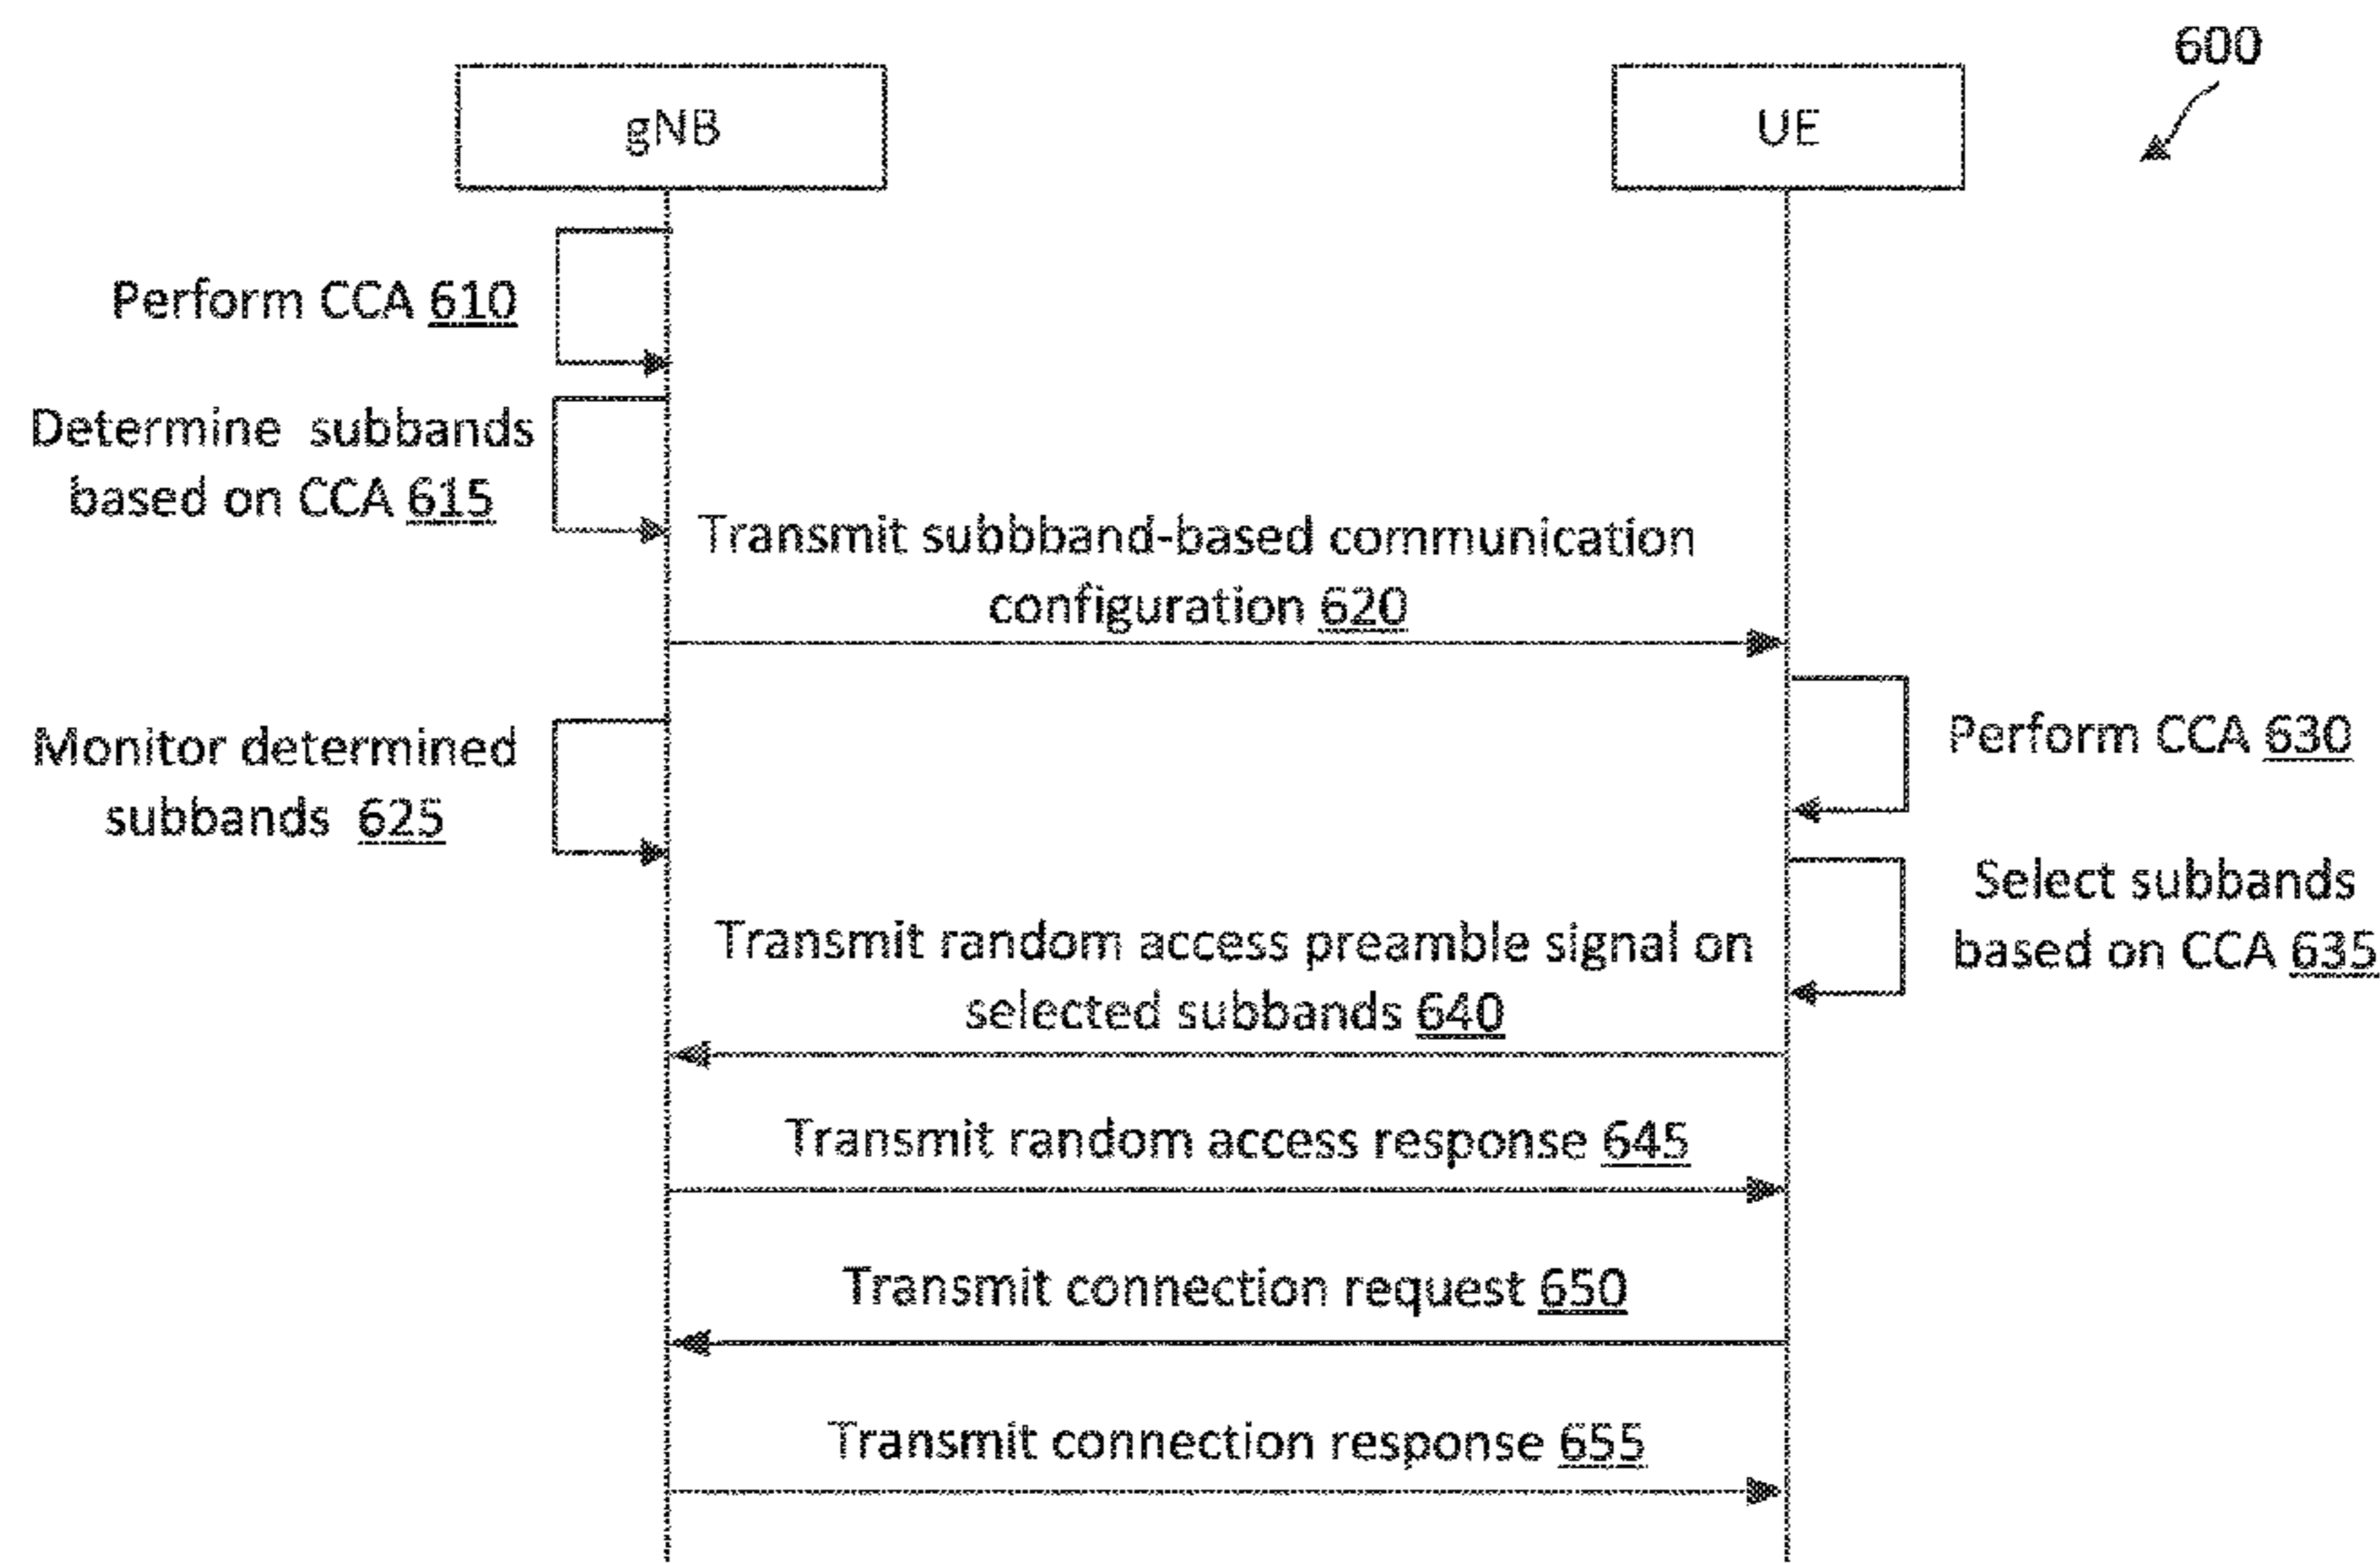 600
gNB
UE
Perform CCA 610
Determine subbands
based on CCA 615
Transmit subbband-based communication
configuration 620
Monitor determined
subbands 625
Perform CCA 630
Select subbands
based on CCA 635
Transmit random access preamble signal on
selected subbands 640
Transmit random access response 645
Transmit connection request 650
Transmit connection response 655